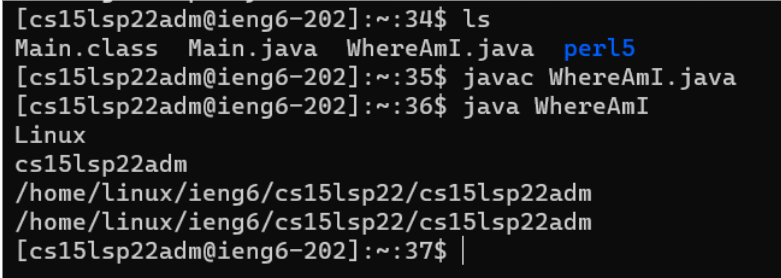 [cs15lsp22adm@ieng6-202]:~:34$ ls
Main.class  Main.java  WhereAmI.java  perl5
[cs15lsp22adm@ieng6-202]:~:35$ javac WhereAmI.java
[cs15lsp22adm@ieng6-202]:~:36$ java WhereAmI
Linux
cs15lsp22adm
/home/linux/ieng6/cs15lsp22/cs15lsp22adm
/home/linux/ieng6/cs15lsp22/cs15lsp22adm
[cs15lsp22adm@ieng6-202]:~:37$